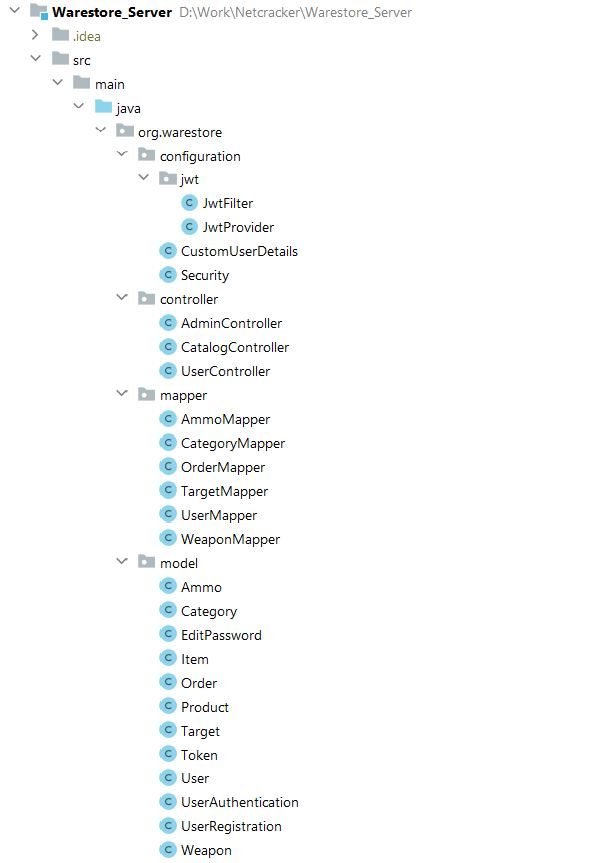 Warestore_Server D:\Work\Netcracker\Warestore_Server
.idea
src
main
java
org.warestore
configuration
jwt
C JwtFilter
C JwtProvider
C CustomUserDetails
C Security
controller
C AdminController
C CatalogController
C UserController
mapper
C AmmoMapper
C CategoryMapper
C OrderMapper
C TargetMapper
C UserMapper
C WeaponMapper
model
C Ammo
C Category
C EditPassword
C Item
C Order
C Product
C Target
C Token
C User
C UserAuthentication
C UserRegistration
C Weapon